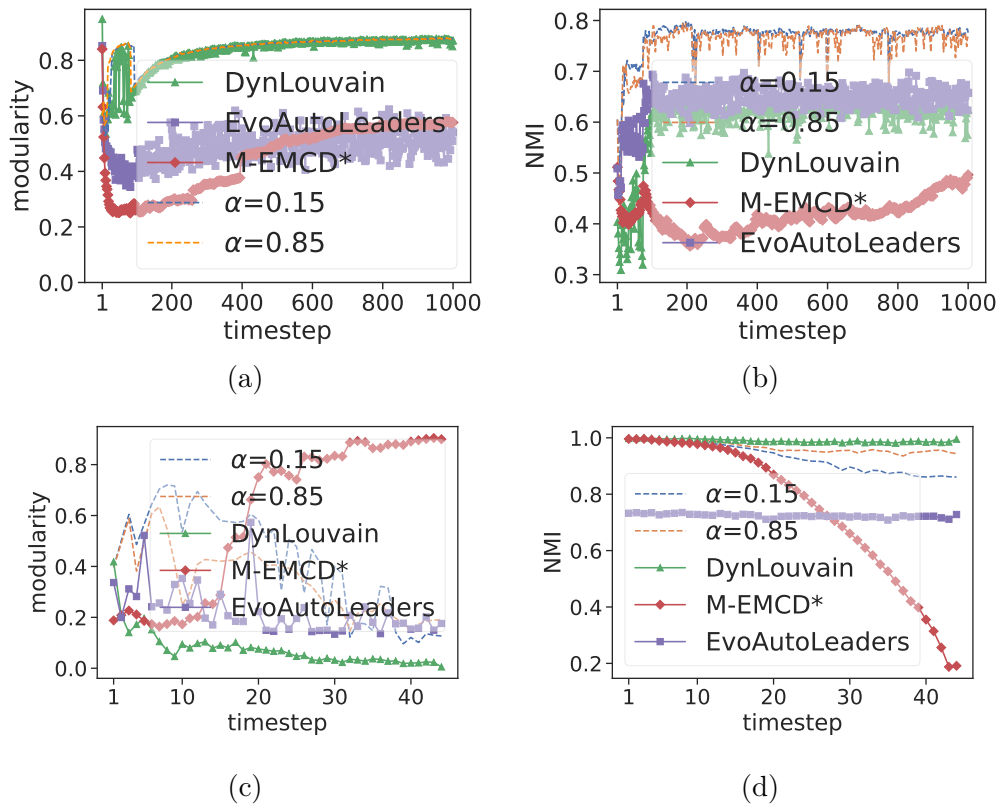 modularity
0.8
0.6
0.4
0.2
0.0
DynLouvain
EvoAutoLeaders
M-EMCD*
α=0.15
α=0.85
1 200 400 600 800 1000
timestep
(a)
NMI
0.8
0.7
0.6
0.5
0.4
0.3
α=0.15
α=0.85
DynLouvain
M-EMCD*
EvoAutoLeaders
1 200 400 600 800 1000
timestep
(b)
modularity
0.8
0.6
0.4
0.2
0.0
α=0.15
α=0.85
DynLouvain
M-EMCD*
EvoAutoLeaders
1 10 20 30 40
timestep
(c)
NMI
1.0
0.8
0.6
0.4
0.2
α=0.15
α=0.85
DynLouvain
M-EMCD*
EvoAutoLeaders
1 10 20 30 40
timestep
(d)